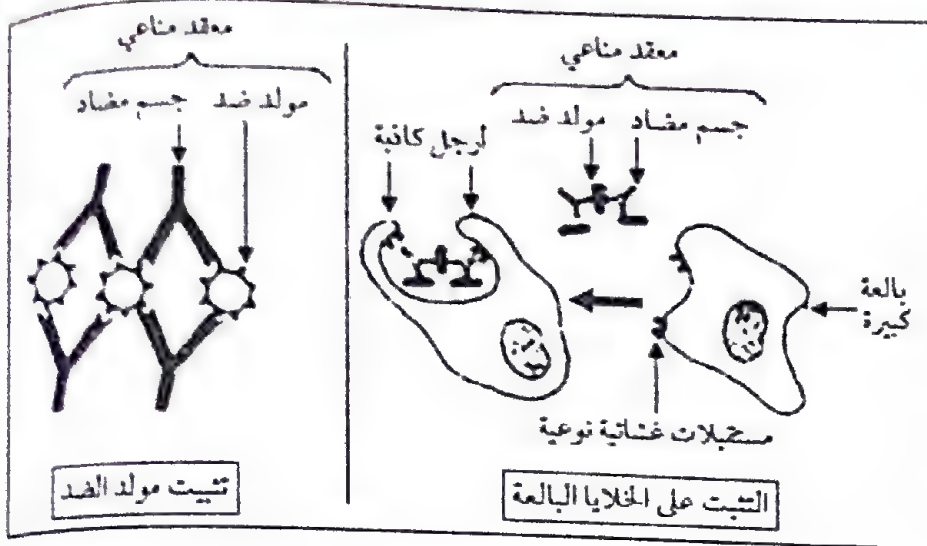 معقد مناعي
مولد ضد
جسم مضاد
تثبيت مولد الضد
معقد مناعي
جسم مضاد
مولد ضد
أرجل كاذبة
بالعة
كبيرة
مستقبلات غشائية نوعية
التثبت على الخلايا البالعة